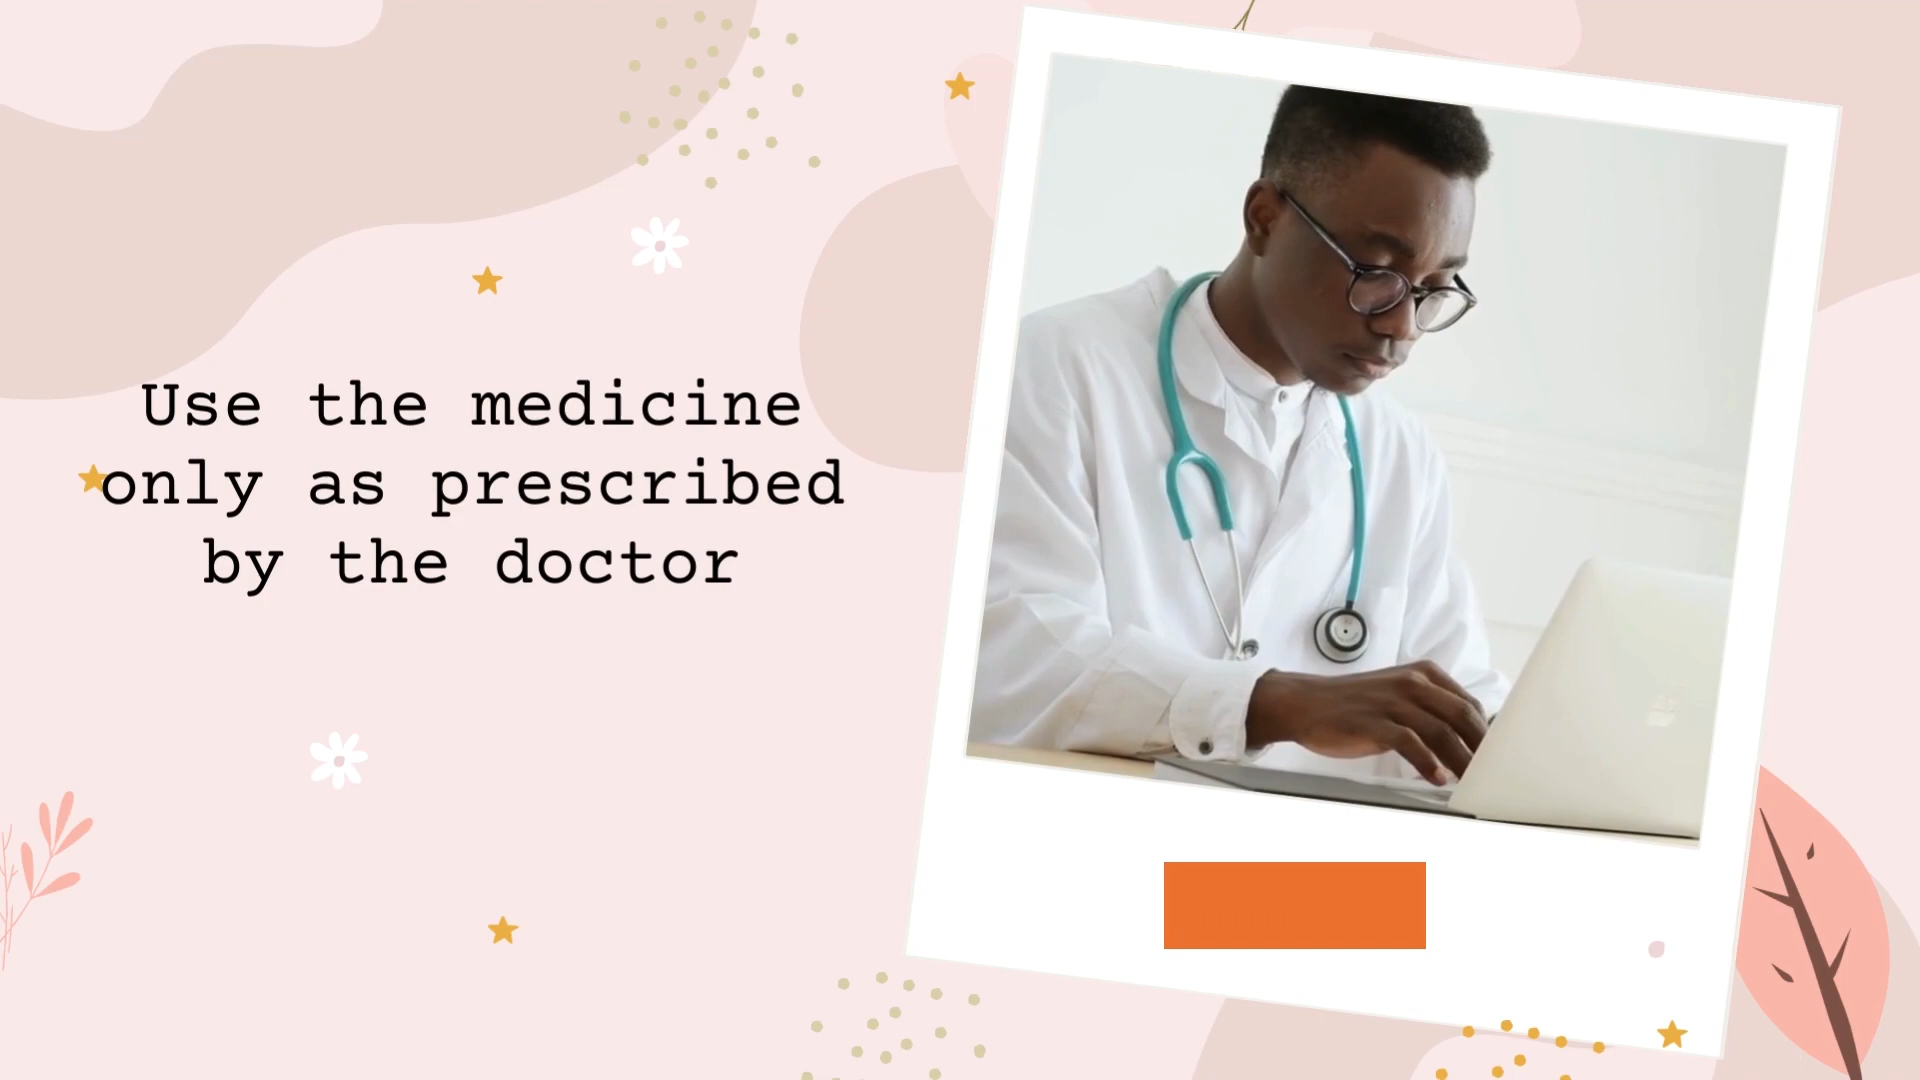 Use the medicine
only as prescribed
by the doctor